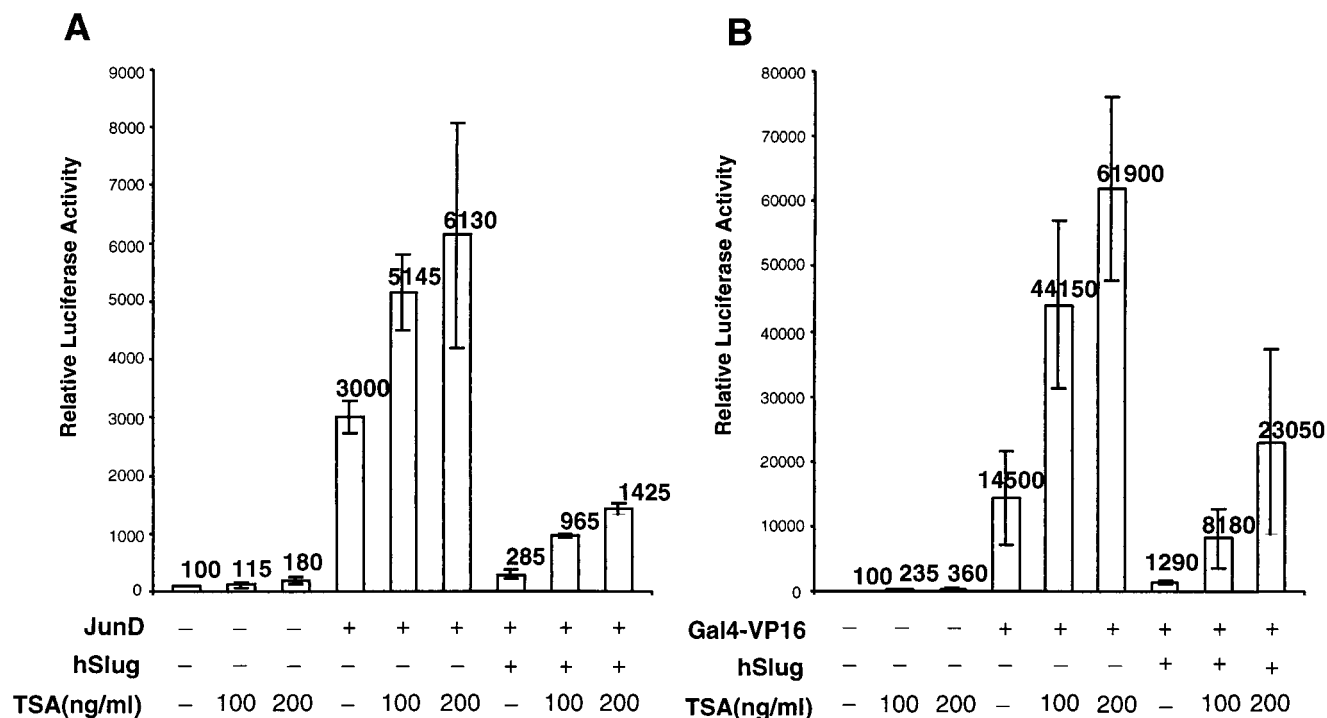 A
Relative Luciferase Activity
9000
8000
7000
6000
5000
4000
3000
2000
1000
0
100 115 180 3000 5145 6130 285 965 1425
JunD – – – + + + + + +
hSlug – – – – – – + + +
TSA(ng/ml) – 100 200 – 100 200 – 100 200
B
Relative Luciferase Activity
80000
70000
60000
50000
40000
30000
20000
10000
0
100 235 360 14500 44150 61900 1290 8180 23050
Gal4-VP16 – – – + + + + + +
hSlug – – – – – – + + +
TSA(ng/ml) – 100 200 – 100 200 – 100 200